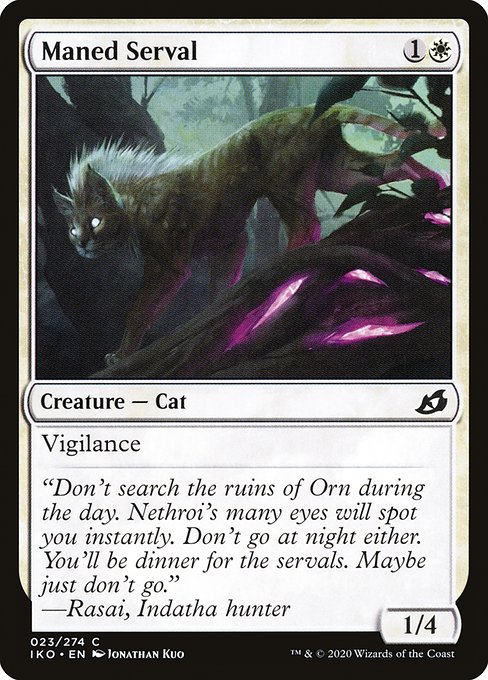 Maned Serval 1
Creature — Cat
Vigilance
“Don’t search the ruins of Orn during
the day. Nethroi’s many eyes will spot
you instantly. Don’t go at night either.
You’ll be dinner for the servals. Maybe
just don’t go.”
—Rasai, Indatha hunter
1/4
023/274 C
IKO • EN Jonathan Kuo
™ & © 2020 Wizards of the Coast